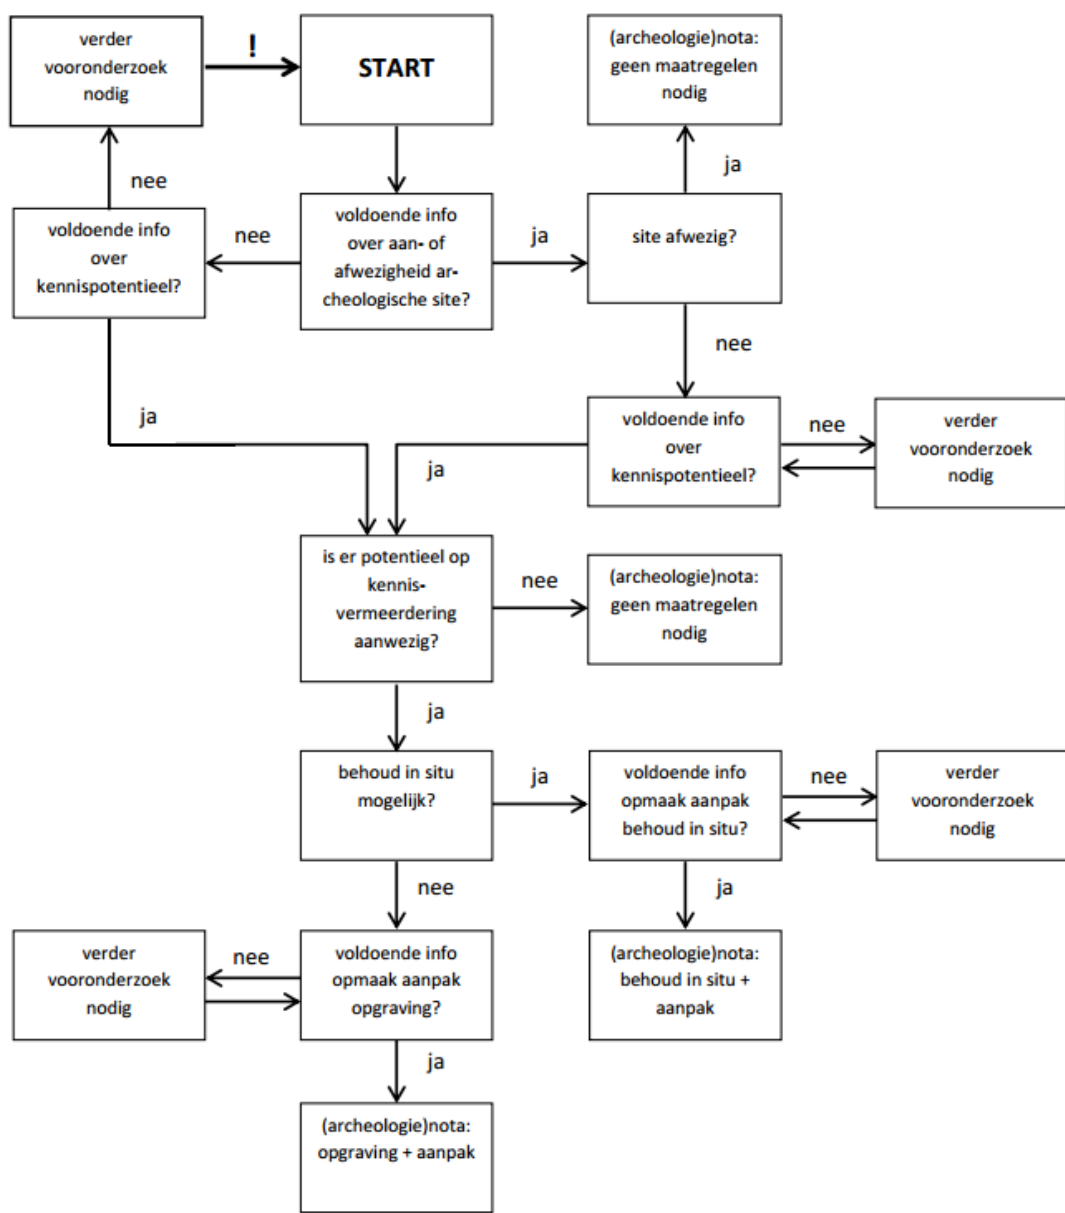 verder
vooronderzoek
nodig
!
START
(archeologie)nota:
geen maatregelen
nodig
nee
ja
voldoende info
over
kennispotentieel?
nee
voldoende info
over aan- of
afwezigheid ar-
cheologische site?
ja
site afwezig?
nee
ja
voldoende info
over
kennispotentieel?
nee
verder
vooronderzoek
nodig
ja
is er potentieel op
kennis-
vermeerdering
aanwezig?
nee
(archeologie)nota:
geen maatregelen
nodig
ja
behoud in situ
mogelijk?
ja
voldoende info
opmaak aanpak
behoud in situ?
nee
verder
vooronderzoek
nodig
nee
ja
verder
vooronderzoek
nodig
nee
voldoende info
opmaak aanpak
opgraving?
(archeologie)nota:
behoud in situ +
aanpak
ja
(archeologie)nota:
opgraving + aanpak